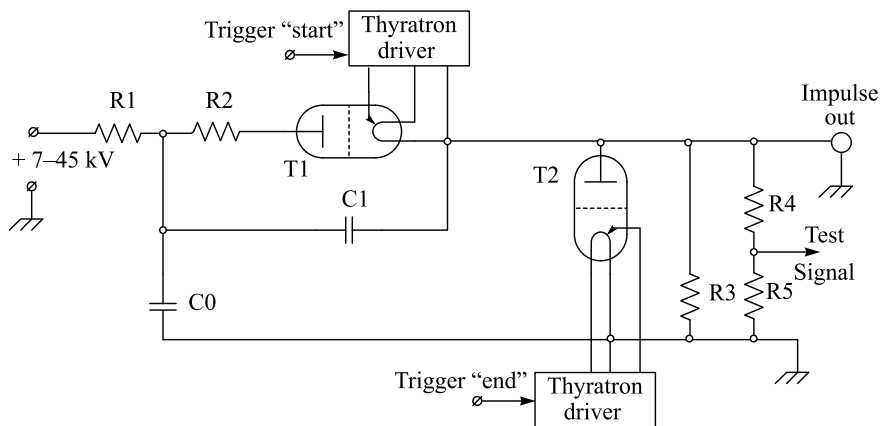 Trigger “start”
Thyratron
driver
R1
R2
Impulse
out
+ 7–45 kV
T1
T2
C1
R4
Test
Signal
C0
R3
R5
Trigger “end”
Thyratron
driver